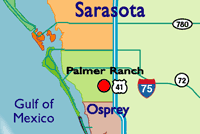 Sarasota
780
Palmer Ranch
41
75
72
Gulf of
Mexico
Osprey